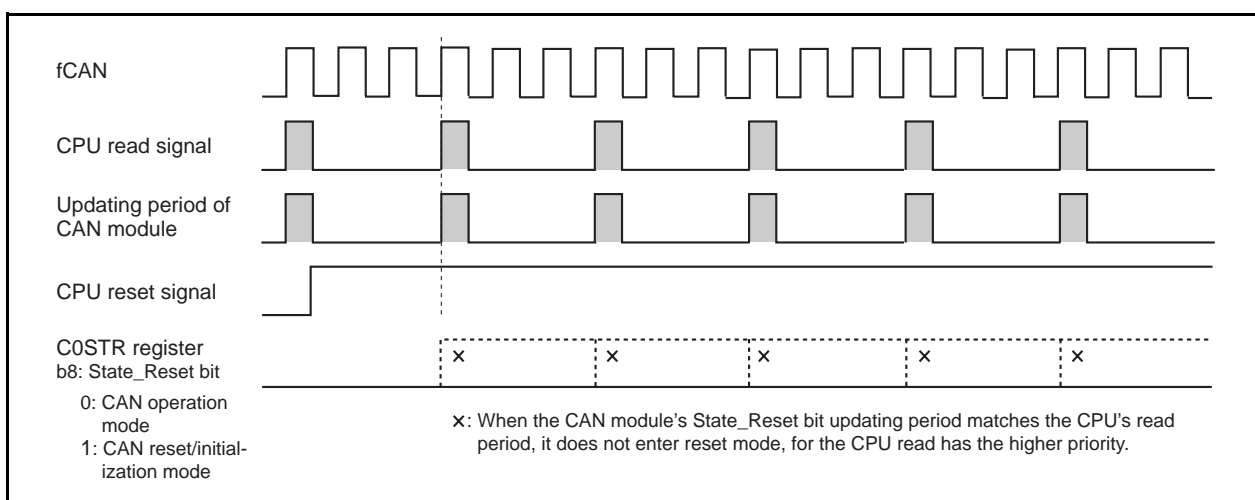 fCAN
CPU read signal
Updating period of
CAN module
CPU reset signal
C0STR register
b8: State_Reset bit
0: CAN operation
mode
1: CAN reset/initial-
ization mode
×
×
×
×
×
×: When the CAN module's State_Reset bit updating period matches the CPU's read
period, it does not enter reset mode, for the CPU read has the higher priority.